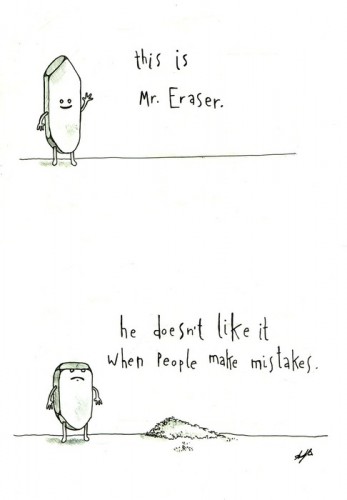 this is
Mr. Eraser.
he doesn't like it
when people make mistakes.